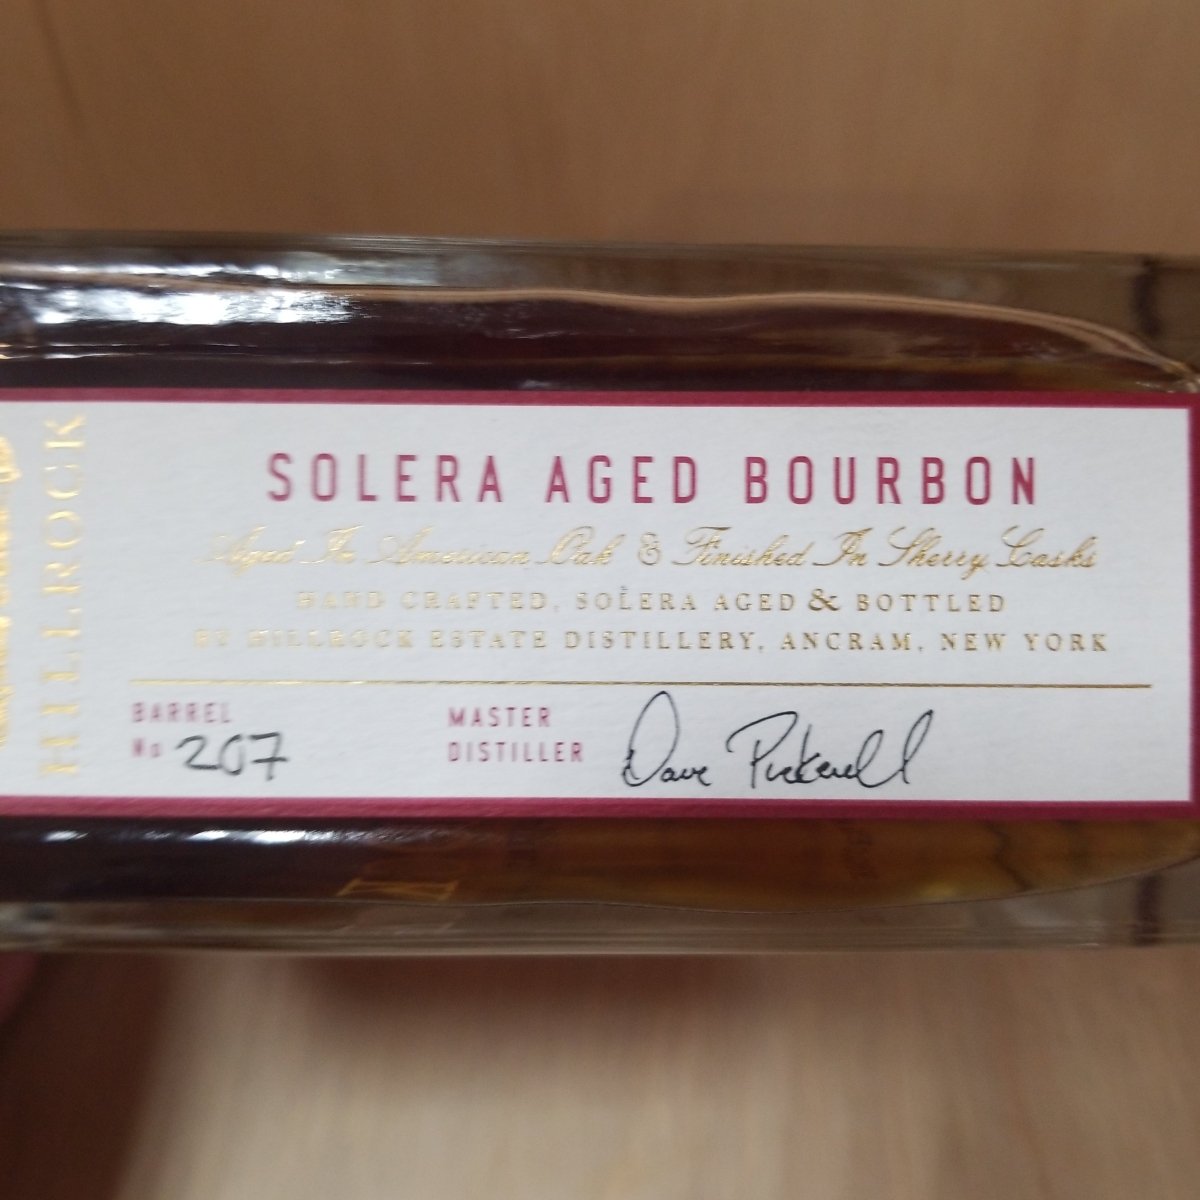 HILLROCK
SOLERA AGED BOURBON
Aged In American Oak & Finished In Sherry Casks
HAND CRAFTED, SOLERA AGED & BOTTLED
BY HILLROCK ESTATE DISTILLERY, ANCRAM, NEW YORK
BARREL
No 207
MASTER
DISTILLER
Dave Pickerell